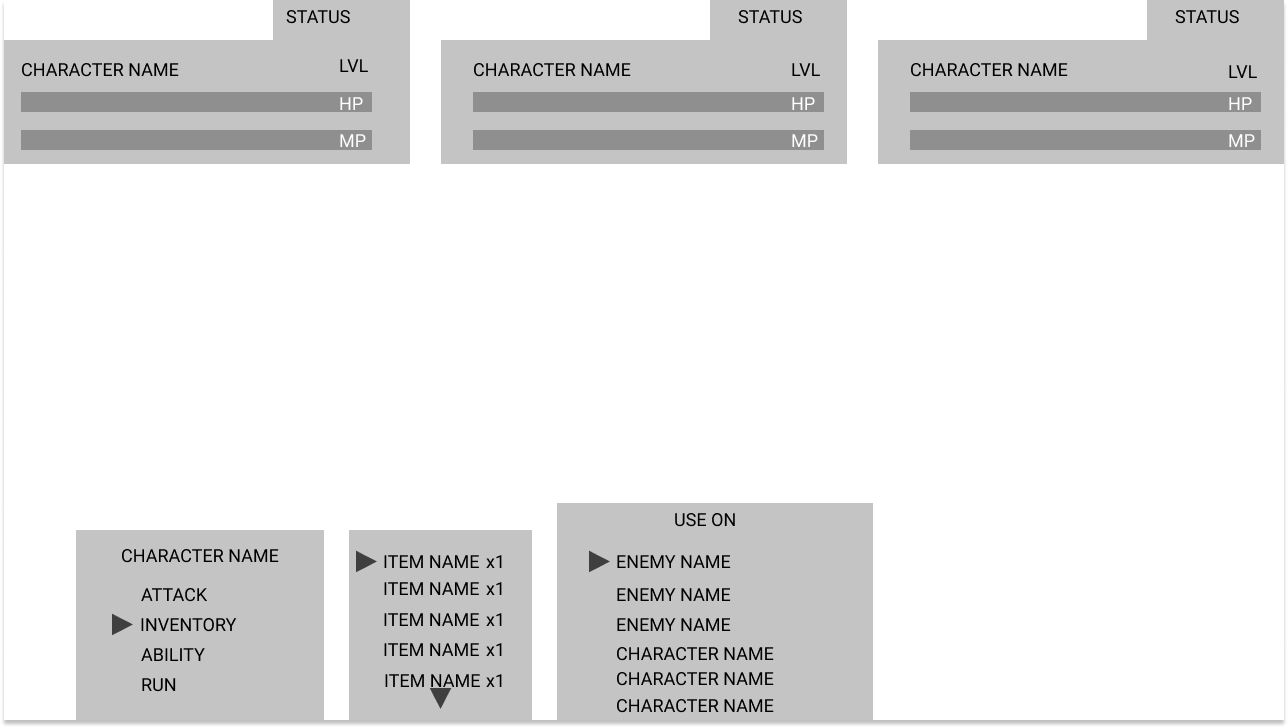 STATUS
STATUS
STATUS
CHARACTER NAME LVL
HP
MP
CHARACTER NAME LVL
HP
MP
CHARACTER NAME LVL
HP
MP
CHARACTER NAME
ATTACK
INVENTORY
ABILITY
RUN
ITEM NAME x1
ITEM NAME x1
ITEM NAME x1
ITEM NAME x1
ITEM NAME x1
USE ON
ENEMY NAME
ENEMY NAME
ENEMY NAME
CHARACTER NAME
CHARACTER NAME
CHARACTER NAME